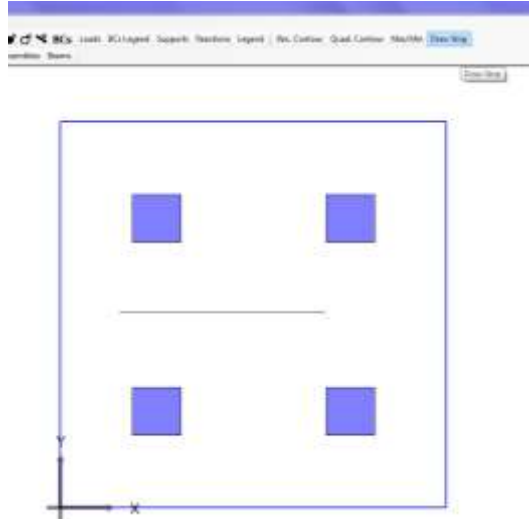 BCs Loads BCs Legend Supports Reactions Legend Res. Contour Quad. Contour Max/Min Draw Strip
Beams
Draw Strip
Y
X